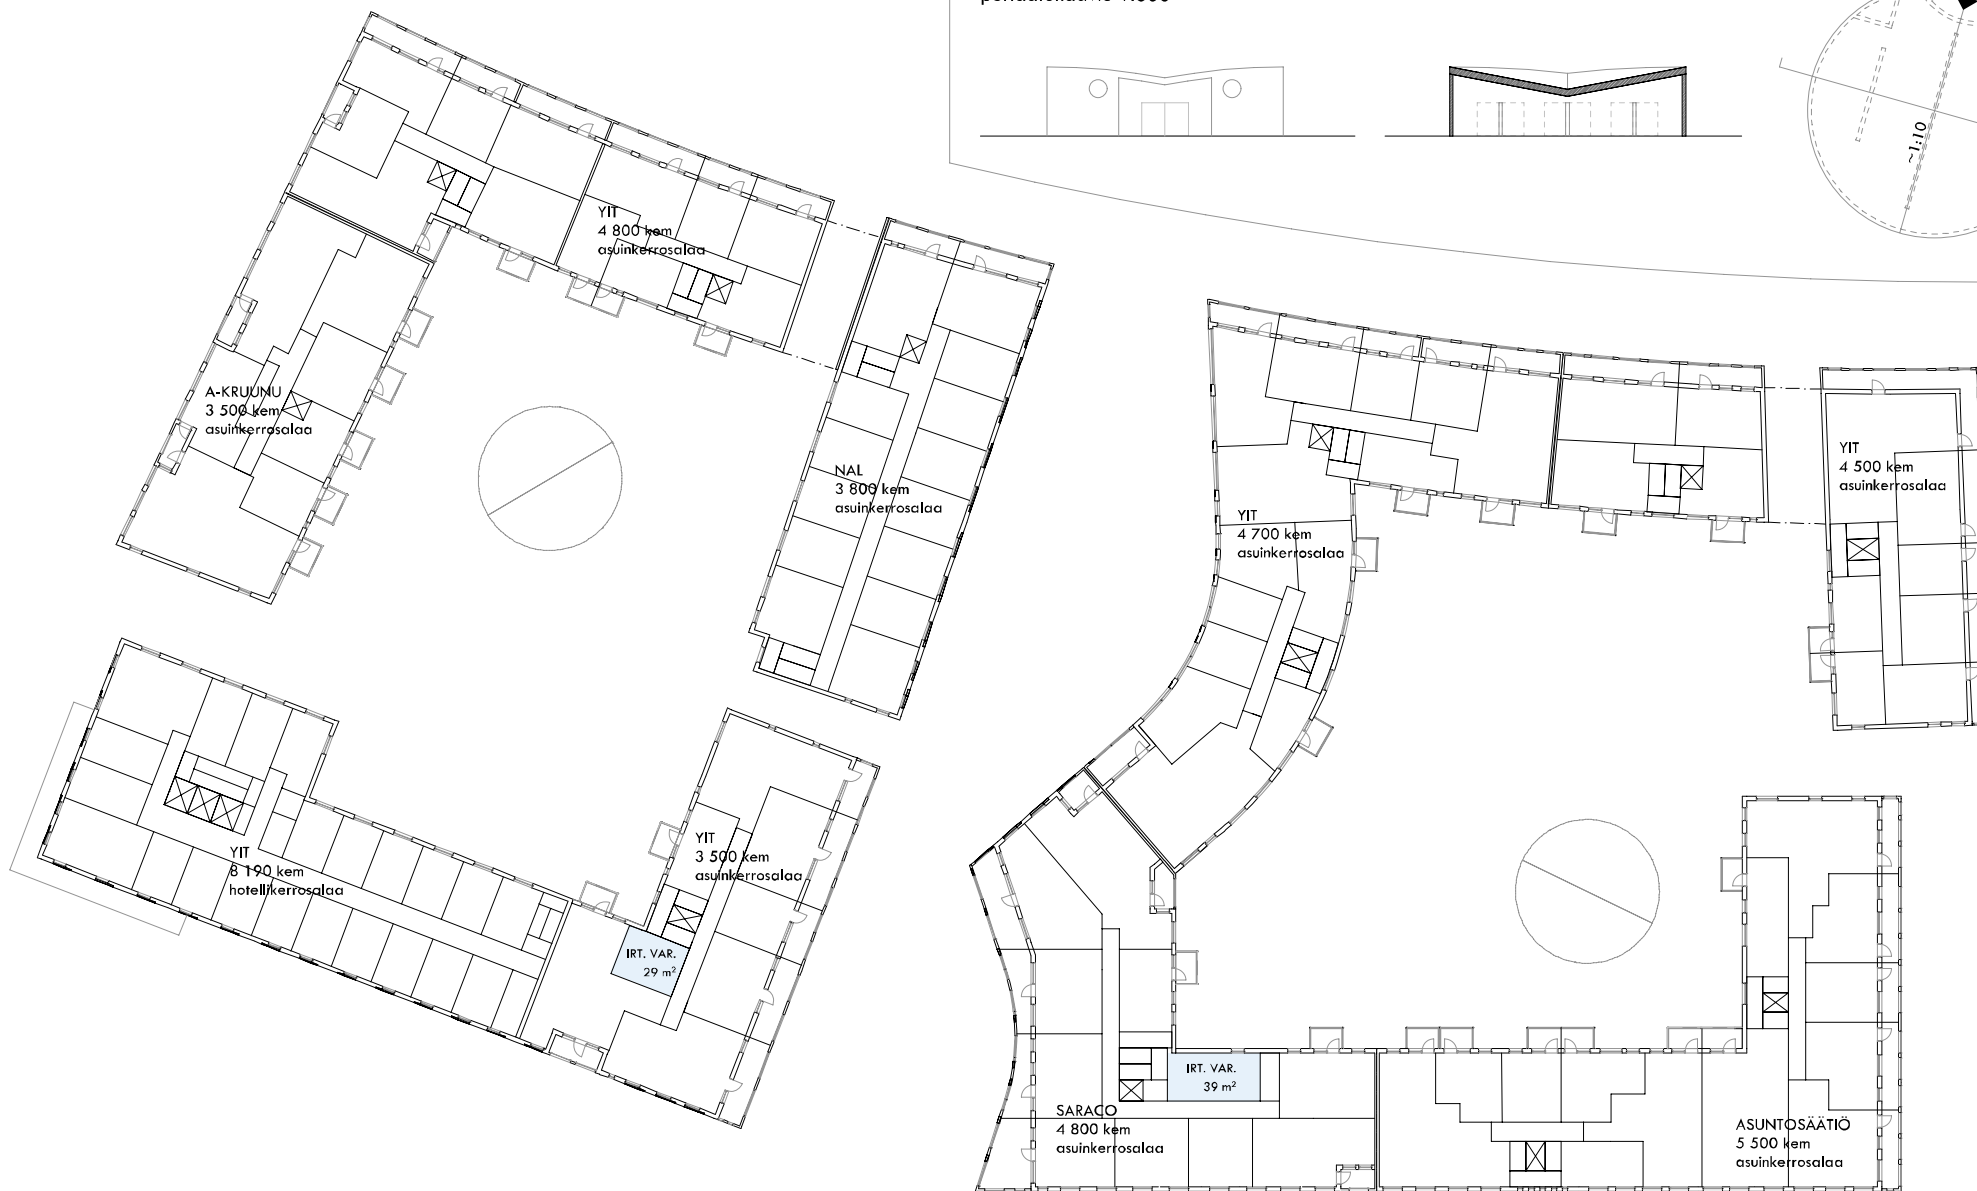 ~1:10
YIT
4 800 kem
asuinkerrosalaa
A-KRUUNU
3 500 kem
asuinkerrosalaa
NAL
3 800 kem
asuinkerrosalaa
YIT
4 700 kem
asuinkerrosalaa
YIT
4 500 kem
asuinkerrosalaa
YIT
8 190 kem
hotellikerrosalaa
YIT
3 500 kem
asuinkerrosalaa
IRT. VAR.
29 m²
IRT. VAR.
39 m²
SARACO
4 800 kem
asuinkerrosalaa
ASUNTOSÄÄTIÖ
5 500 kem
asuinkerrosalaa